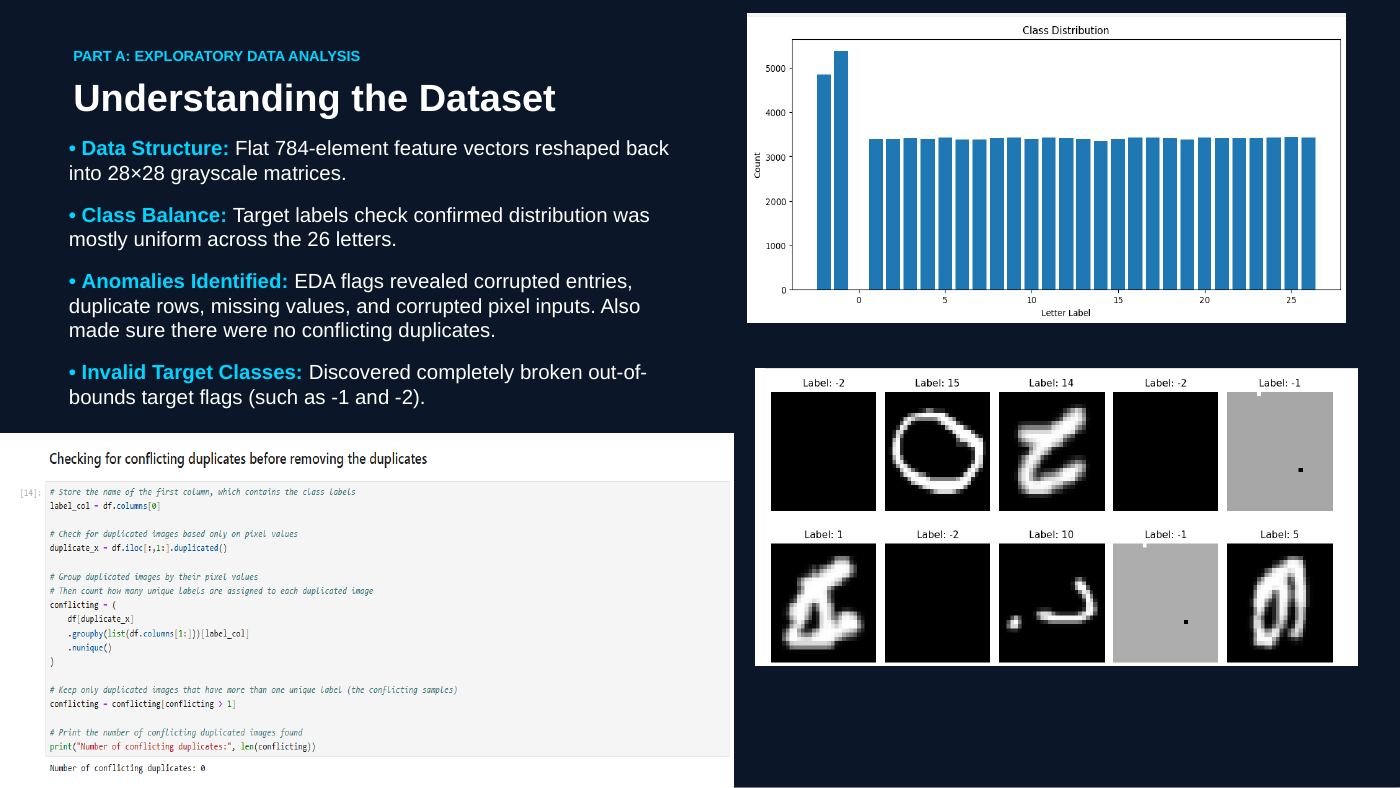 PART A: EXPLORATORY DATA ANALYSIS
Understanding the Dataset
• Data Structure: Flat 784-element feature vectors reshaped back
into 28×28 grayscale matrices.
• Class Balance: Target labels check confirmed distribution was
mostly uniform across the 26 letters.
• Anomalies Identified: EDA flags revealed corrupted entries,
duplicate rows, missing values, and corrupted pixel inputs. Also
made sure there were no conflicting duplicates.
• Invalid Target Classes: Discovered completely broken out-of-
bounds target flags (such as -1 and -2).
Checking for conflicting duplicates before removing the duplicates
[14]:
# Store the name of the first column, which contains the class labels
label_col = df.columns[0]
# Check for duplicated images based only on pixel values
duplicate_x = df.iloc[:,1:].duplicated()
# Group duplicated images by their pixel values
# Then count how many unique labels are assigned to each duplicated image
conflicting = (
    df[duplicate_x]
    .groupby(list(df.columns[1:]))[label_col]
    .nunique()
)
# Keep only duplicated images that have more than one unique label (the conflicting samples)
conflicting = conflicting[conflicting > 1]
# Print the number of conflicting duplicated images found
print("Number of conflicting duplicates:", len(conflicting))
Number of conflicting duplicates: 0
Class Distribution
Count
5000
4000
3000
2000
1000
0
0 5 10 15 20 25
Letter Label
Label: -2 Label: 15 Label: 14 Label: -2 Label: -1
Label: 1 Label: -2 Label: 10 Label: -1 Label: 5